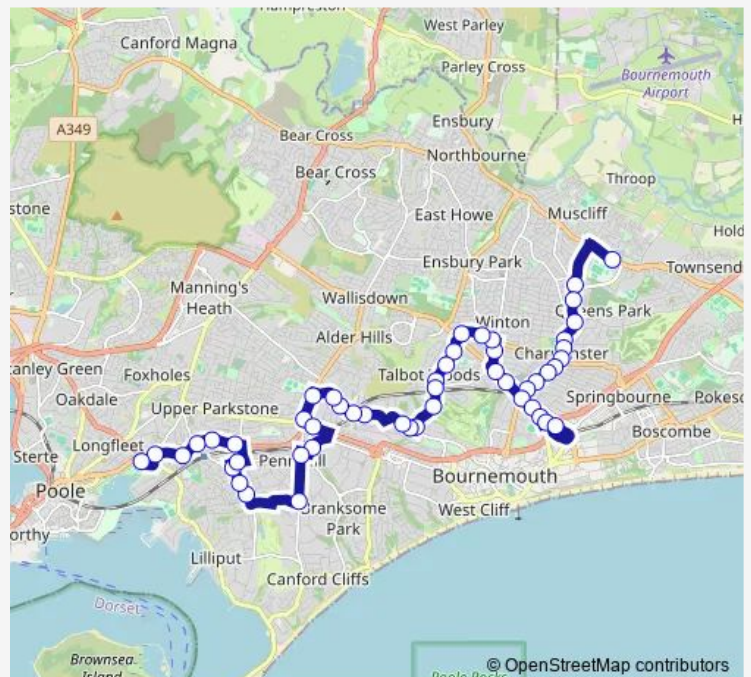 Hampreston
West Parley
Canford Magna
Parley Cross
Bournemouth
Airport
A349
Bear Cross
Ensbury
Northbourne
Bear Cross
Throop
stone
East Howe
Muscliff
Hold
Ensbury Park
Townsend
Manning's
Heath
Wallisdown
Queens Park
Winton
Alder Hills
Charminster
anley Green
Foxholes
Talbot Woods
Oakdale
Springbourne
Pokesd
Upper Parkstone
Longfleet
Boscombe
Sterte
Penn Hill
Poole
Bournemouth
Branksome
Park
West Cliff
orthy
Lilliput
Canford Cliffs
Dorset
Brownsea
Island
Poole Rocks
© OpenStreetMap contributors